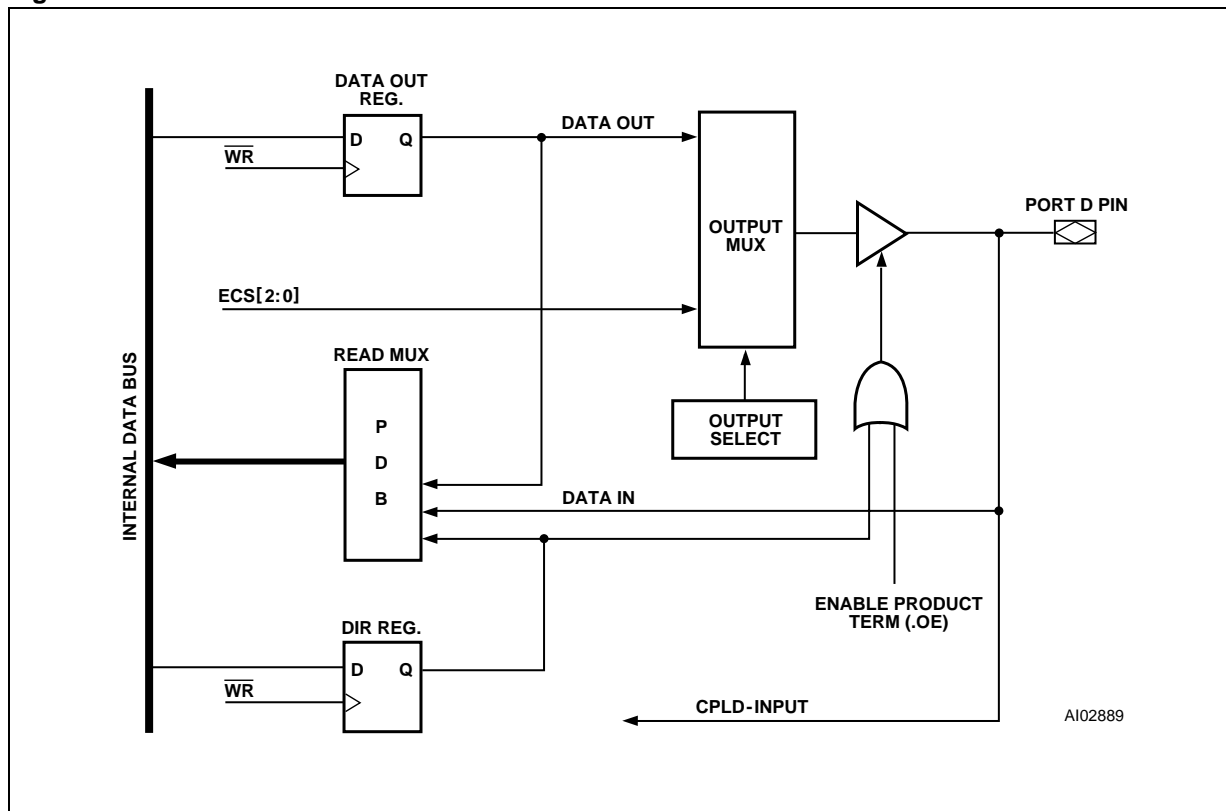 DATA OUT
REG.
D Q
WR
DATA OUT
OUTPUT
MUX
PORT D PIN
ECS[2:0]
READ MUX
P
D
B
OUTPUT
SELECT
INTERNAL DATA BUS
DATA IN
ENABLE PRODUCT
TERM (.OE)
DIR REG.
D Q
WR
CPLD-INPUT
AI02889